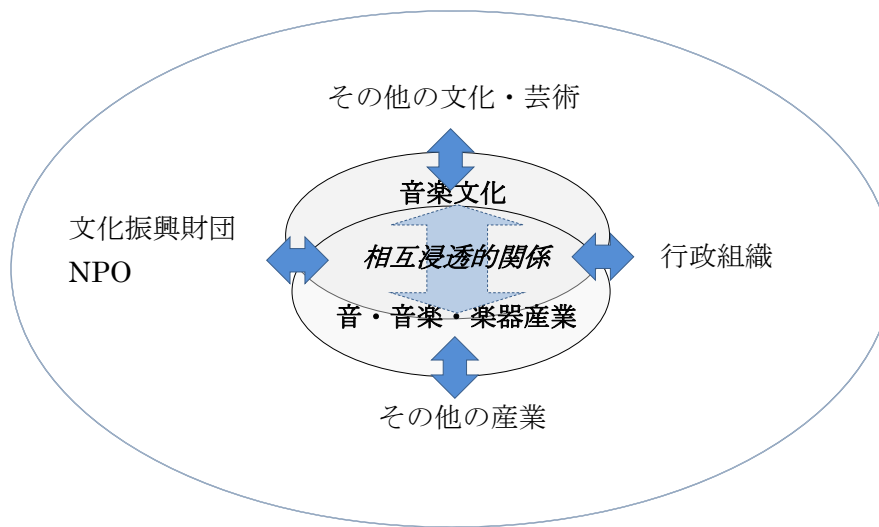 その他の文化・芸術
音楽文化
文化振興財団
NPO
相互浸透的関係
行政組織
音・音楽・楽器産業
その他の産業